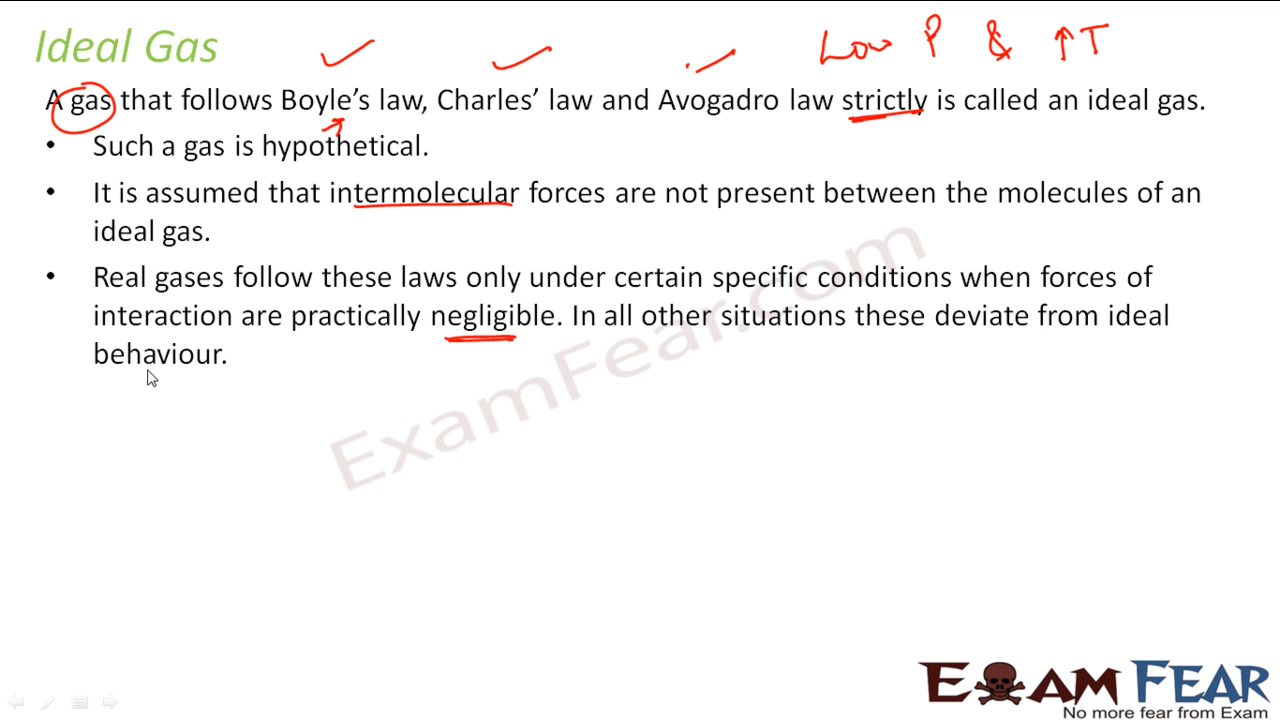 Ideal Gas
Low P & ↑T
A gas that follows Boyle's law, Charles' law and Avogadro law strictly is called an ideal gas.
• Such a gas is hypothetical.
• It is assumed that intermolecular forces are not present between the molecules of an
ideal gas.
• Real gases follow these laws only under certain specific conditions when forces of
interaction are practically negligible. In all other situations these deviate from ideal
behaviour.
ExamFear.com
EXAM FEAR
No more fear from Exam